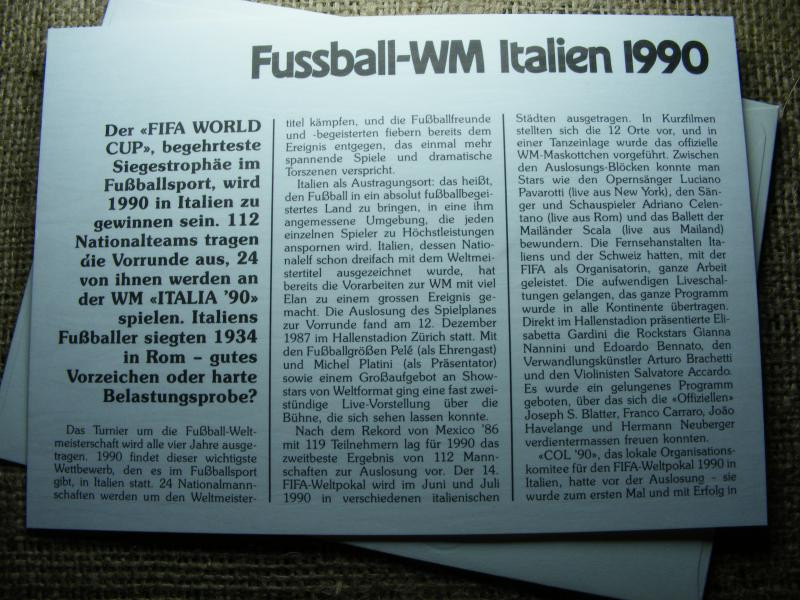 Fussball-WM Italien 1990
Der «FIFA WORLD
CUP», begehrteste
Siegestrophäe im
Fußballsport, wird
1990 in Italien zu
gewinnen sein. 112
Nationalteams tragen
die Vorrunde aus, 24
von ihnen werden an
der WM «ITALIA '90»
spielen. Italiens
Fußballer siegten 1934
in Rom – gutes
Vorzeichen oder harte
Belastungsprobe?
Das Turnier um die Fußball-Welt-
meisterschaft wird alle vier Jahre ausge-
tragen. 1990 findet dieser wichtigste
Wettbewerb, den es im Fußballsport
gibt, in Italien statt. 24 Nationalmann-
schaften werden um den Weltmeister-
titel kämpfen, und die Fußballfreunde
und -begeisterten fiebern bereits dem
Ereignis entgegen, das einmal mehr
spannende Spiele und dramatische
Torszenen verspricht.
Italien als Austragungsort: das heißt,
den Fußball in ein absolut fußballbegei-
stertes Land zu bringen, in eine ihm
angemessene Umgebung, die jeden
einzelnen Spieler zu Höchstleistungen
anspornen wird. Italien, dessen Natio-
nalelf schon dreifach mit dem Weltmei-
stertitel ausgezeichnet wurde, hat
bereits die Vorarbeiten zur WM mit viel
Elan zu einem grossen Ereignis ge-
macht. Die Auslosung des Spielplanes
zur Vorrunde fand am 12. Dezember
1987 im Hallenstadion Zürich statt. Mit
den Fußballgrößen Pelé (als Ehrengast)
und Michel Platini (als Präsentator)
sowie einem Großaufgebot an Show-
stars von Weltformat ging eine fast zwei-
stündige Live-Vorstellung über die
Bühne, die sich sehen lassen konnte.
Nach dem Rekord von Mexico '86
mit 119 Teilnehmern lag für 1990 das
zweitbeste Ergebnis von 112 Mann-
schaften zur Auslosung vor. Der 14.
FIFA-Weltpokal wird im Juni und Juli
1990 in verschiedenen italienischen
Städten ausgetragen. In Kurzfilmen
stellten sich die 12 Orte vor, und in
einer Tanzeinlage wurde das offizielle
WM-Maskottchen vorgeführt. Zwischen
den Auslosungs-Blöcken konnte man
Stars wie den Opernsänger Luciano
Pavarotti (live aus New York), den Sän-
ger und Schauspieler Adriano Celen-
tano (live aus Rom) und das Ballett der
Mailänder Scala (live aus Mailand)
bewundern. Die Fernsehanstalten Ita-
liens und der Schweiz hatten, mit der
FIFA als Organisatorin, ganze Arbeit
geleistet. Die aufwendigen Liveschal-
tungen gelangen, das ganze Programm
wurde in alle Kontinente übertragen.
Direkt im Hallenstadion präsentierte Eli-
sabetta Gardini die Rockstars Gianna
Nannini und Edoardo Bennato, den
Verwandlungskünstler Arturo Brachetti
und den Violinisten Salvatore Accardo.
Es wurde ein gelungenes Programm
geboten, über das sich die «Offiziellen»
Joseph S. Blatter, Franco Carraro, João
Havelange und Hermann Neuberger
verdientermassen freuen konnten.
«COL '90», das lokale Organisations-
komitee für den FIFA-Weltpokal 1990 in
Italien, hatte vor der Auslosung – sie
wurde zum ersten Mal und mit Erfolg in